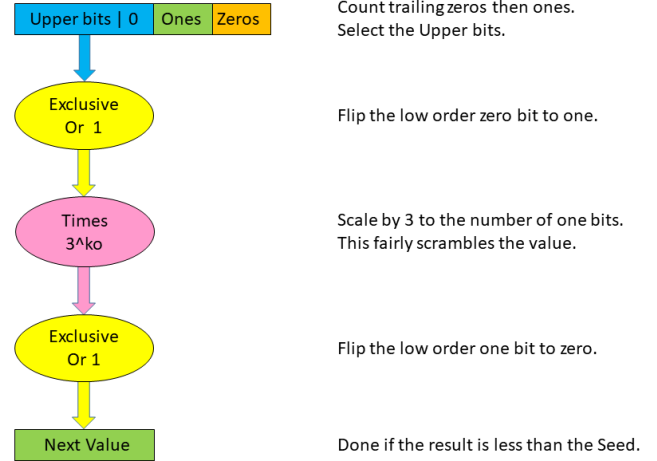 Upper bits | 0 Ones Zeros
Count trailing zeros then ones.
Select the Upper bits.
Exclusive
Or 1
Flip the low order zero bit to one.
Times
3^ko
Scale by 3 to the number of one bits.
This fairly scrambles the value.
Exclusive
Or 1
Flip the low order one bit to zero.
Next Value
Done if the result is less than the Seed.